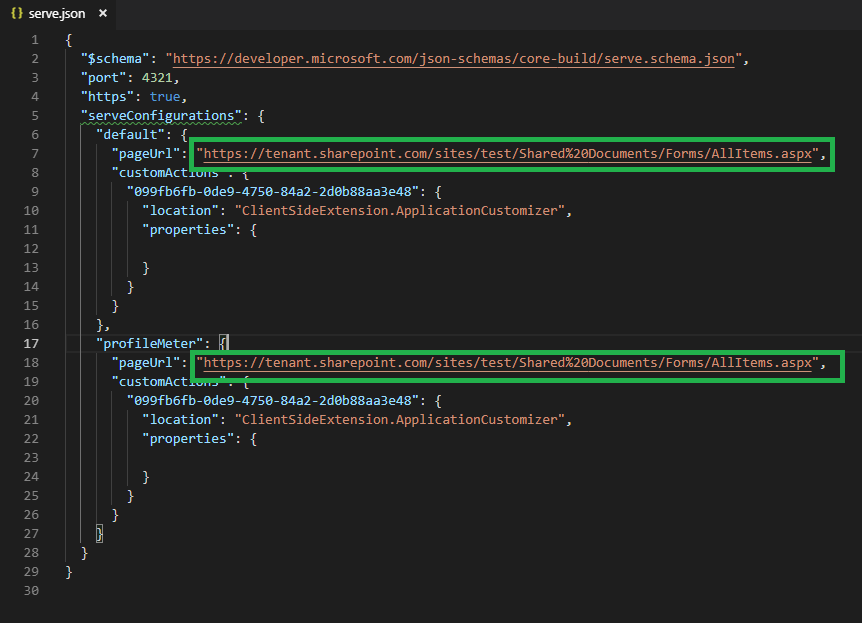 {} serve.json ×
1 {
2 "$schema": "https://developer.microsoft.com/json-schemas/core-build/serve.schema.json",
3 "port": 4321,
4 "https": true,
5 "serveConfigurations": {
6 "default": {
7 "pageUrl": "https://tenant.sharepoint.com/sites/test/Shared%20Documents/Forms/AllItems.aspx",
8 "customActions": {
9 "099fb6fb-0de9-4750-84a2-2d0b88aa3e48": {
10 "location": "ClientSideExtension.ApplicationCustomizer",
11 "properties": {
12
13 }
14 }
15 }
16 },
17 "profileMeter": {
18 "pageUrl": "https://tenant.sharepoint.com/sites/test/Shared%20Documents/Forms/AllItems.aspx",
19 "customActions": {
20 "099fb6fb-0de9-4750-84a2-2d0b88aa3e48": {
21 "location": "ClientSideExtension.ApplicationCustomizer",
22 "properties": {
23
24 }
25 }
26 }
27 }
28 }
29 }
30